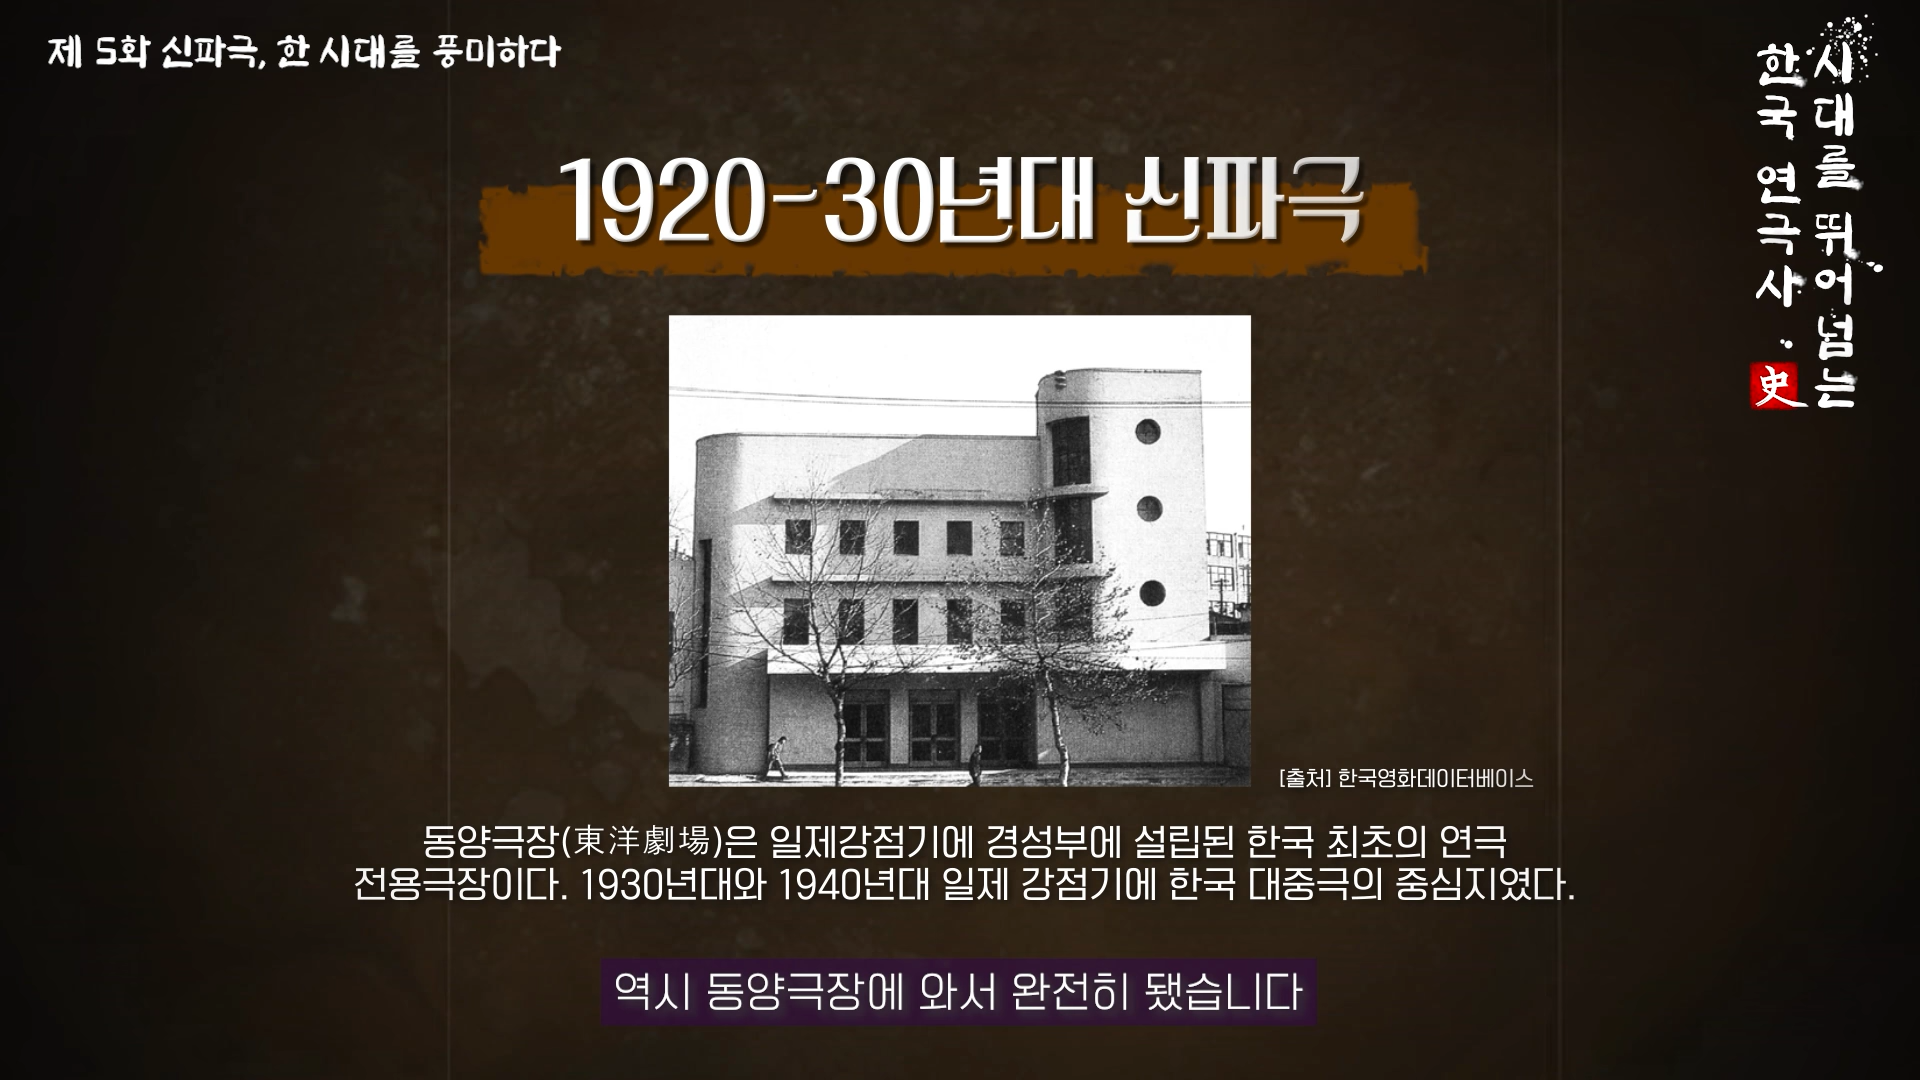 제 5화 신파극, 한 시대를 풍미하다
시대를 뛰어넘는
한국 연극사
史
1920-30년대 신파극
[출처] 한국영화데이터베이스
동양극장(東洋劇場)은 일제강점기에 경성부에 설립된 한국 최초의 연극
전용극장이다. 1930년대와 1940년대 일제 강점기에 한국 대중극의 중심지였다.
역시 동양극장에 와서 완전히 됐습니다